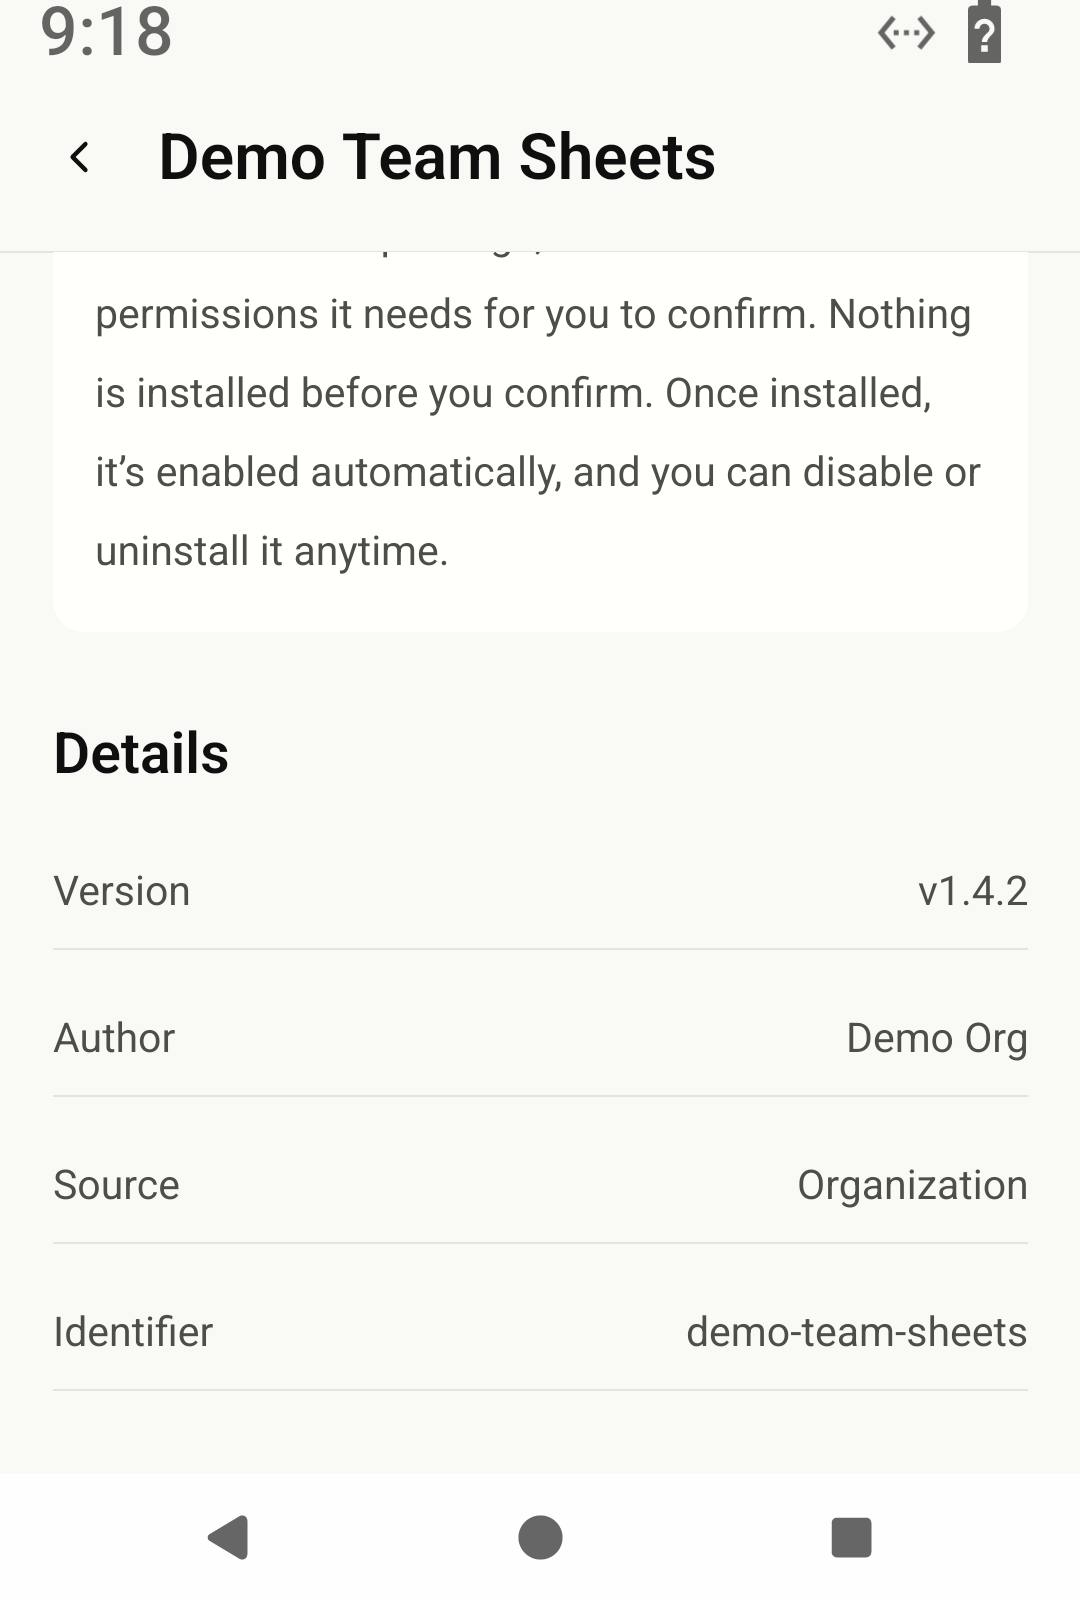 9:18
Demo Team Sheets
permissions it needs for you to confirm. Nothing
is installed before you confirm. Once installed,
it’s enabled automatically, and you can disable or
uninstall it anytime.
Details
Version v1.4.2
Author Demo Org
Source Organization
Identifier demo-team-sheets